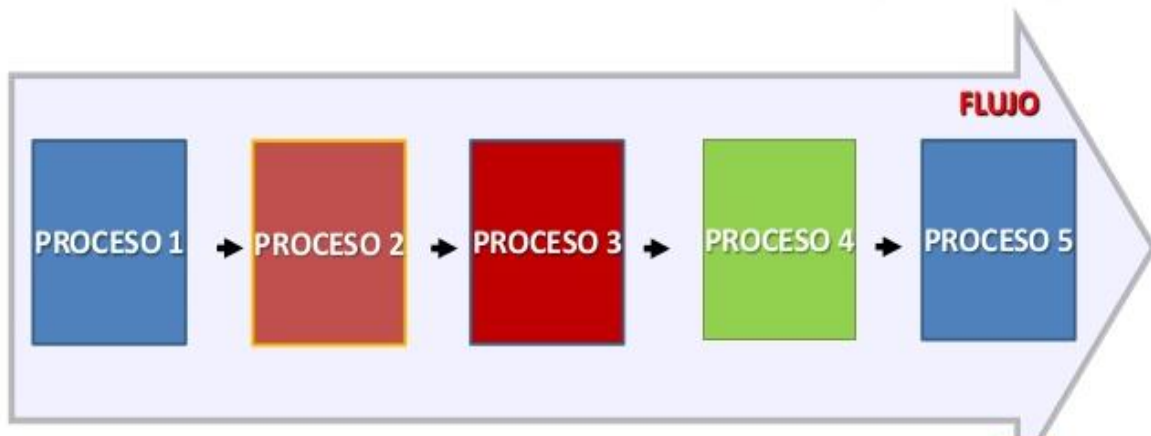 FLUJO
PROCESO 1
PROCESO 2
PROCESO 3
PROCESO 4
PROCESO 5